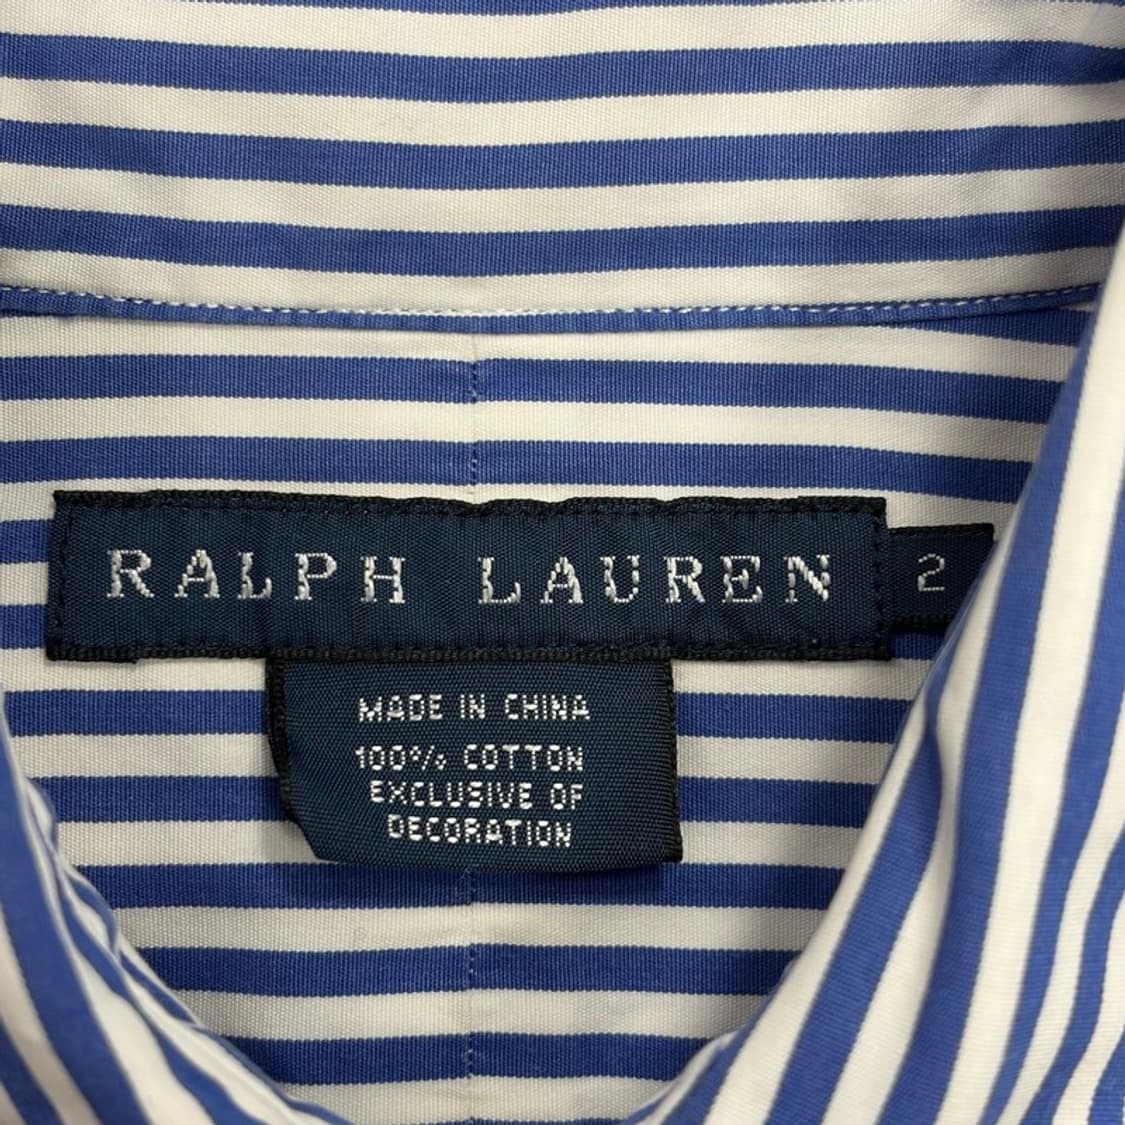 RALPH LAUREN
2
MADE IN CHINA
100% COTTON
EXCLUSIVE OF
DECORATION